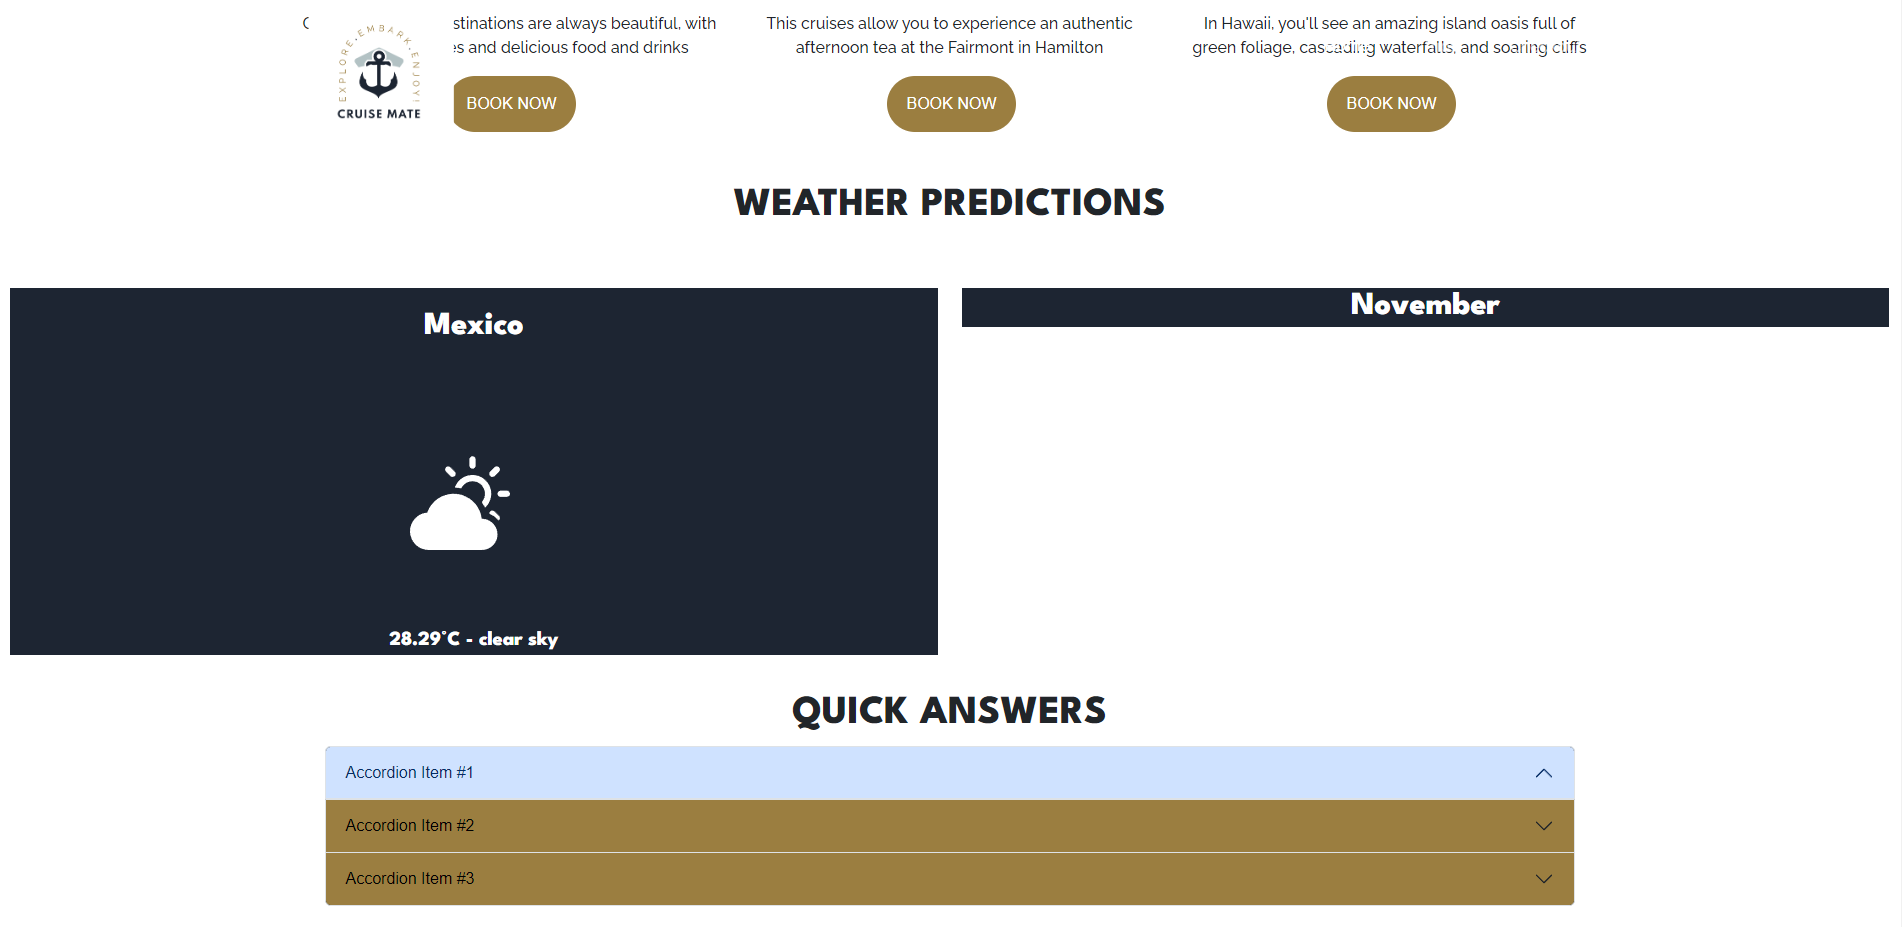 stinations are always beautiful, with
s and delicious food and drinks
BOOK NOW
EXPLORE.EMBARK.ENJOY!
CRUISE MATE
This cruises allow you to experience an authentic
afternoon tea at the Fairmont in Hamilton
BOOK NOW
In Hawaii, you'll see an amazing island oasis full of
green foliage, cascading waterfalls, and soaring cliffs
BOOK NOW
WEATHER PREDICTIONS
Mexico
28.29°C - clear sky
November
QUICK ANSWERS
Accordion Item #1
Accordion Item #2
Accordion Item #3